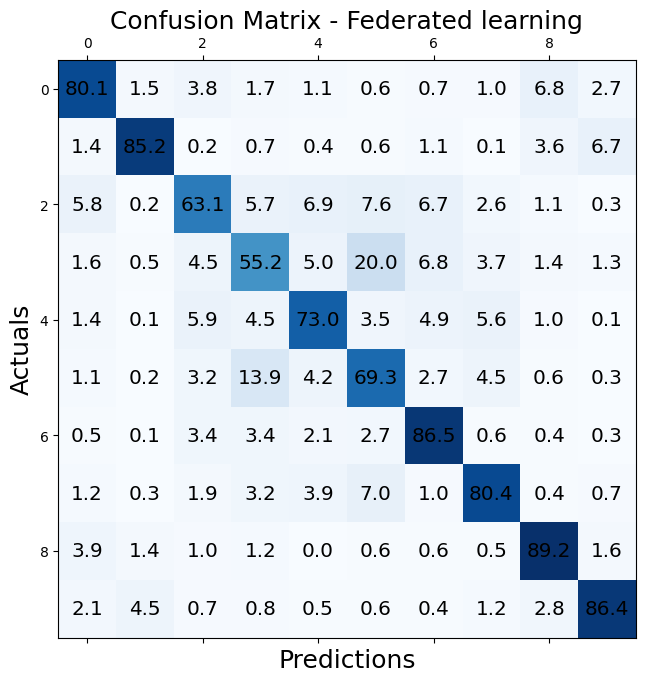 Confusion Matrix - Federated learning
0 2 4 6 8
0 80.1 1.5 3.8 1.7 1.1 0.6 0.7 1.0 6.8 2.7
1.4 85.2 0.2 0.7 0.4 0.6 1.1 0.1 3.6 6.7
2 5.8 0.2 63.1 5.7 6.9 7.6 6.7 2.6 1.1 0.3
1.6 0.5 4.5 55.2 5.0 20.0 6.8 3.7 1.4 1.3
4 1.4 0.1 5.9 4.5 73.0 3.5 4.9 5.6 1.0 0.1
1.1 0.2 3.2 13.9 4.2 69.3 2.7 4.5 0.6 0.3
6 0.5 0.1 3.4 3.4 2.1 2.7 86.5 0.6 0.4 0.3
1.2 0.3 1.9 3.2 3.9 7.0 1.0 80.4 0.4 0.7
8 3.9 1.4 1.0 1.2 0.0 0.6 0.6 0.5 89.2 1.6
2.1 4.5 0.7 0.8 0.5 0.6 0.4 1.2 2.8 86.4
Actuals
Predictions